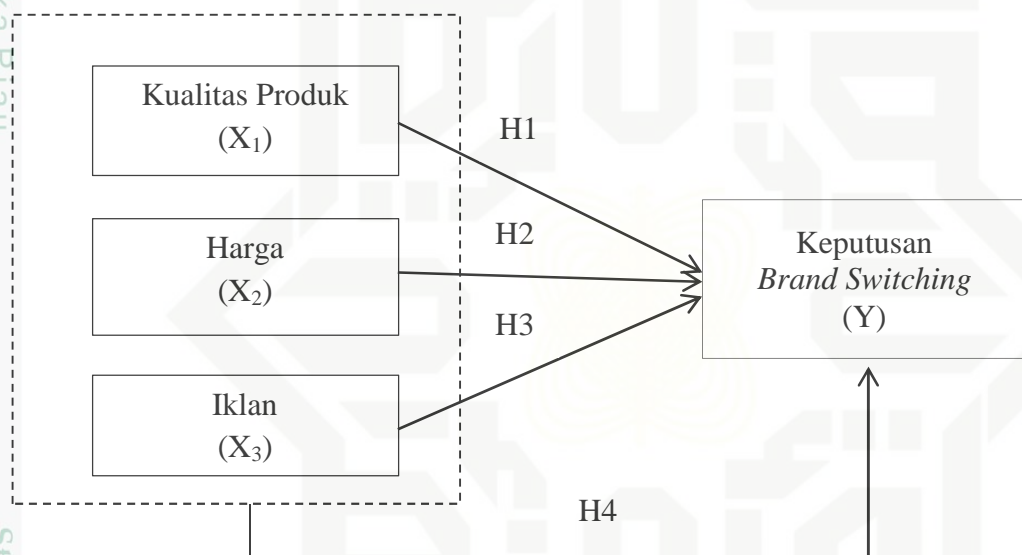 Kualitas Produk
(X₁)
H1
Harga
(X₂)
H2
Keputusan
Brand Switching
(Y)
H3
Iklan
(X₃)
H4